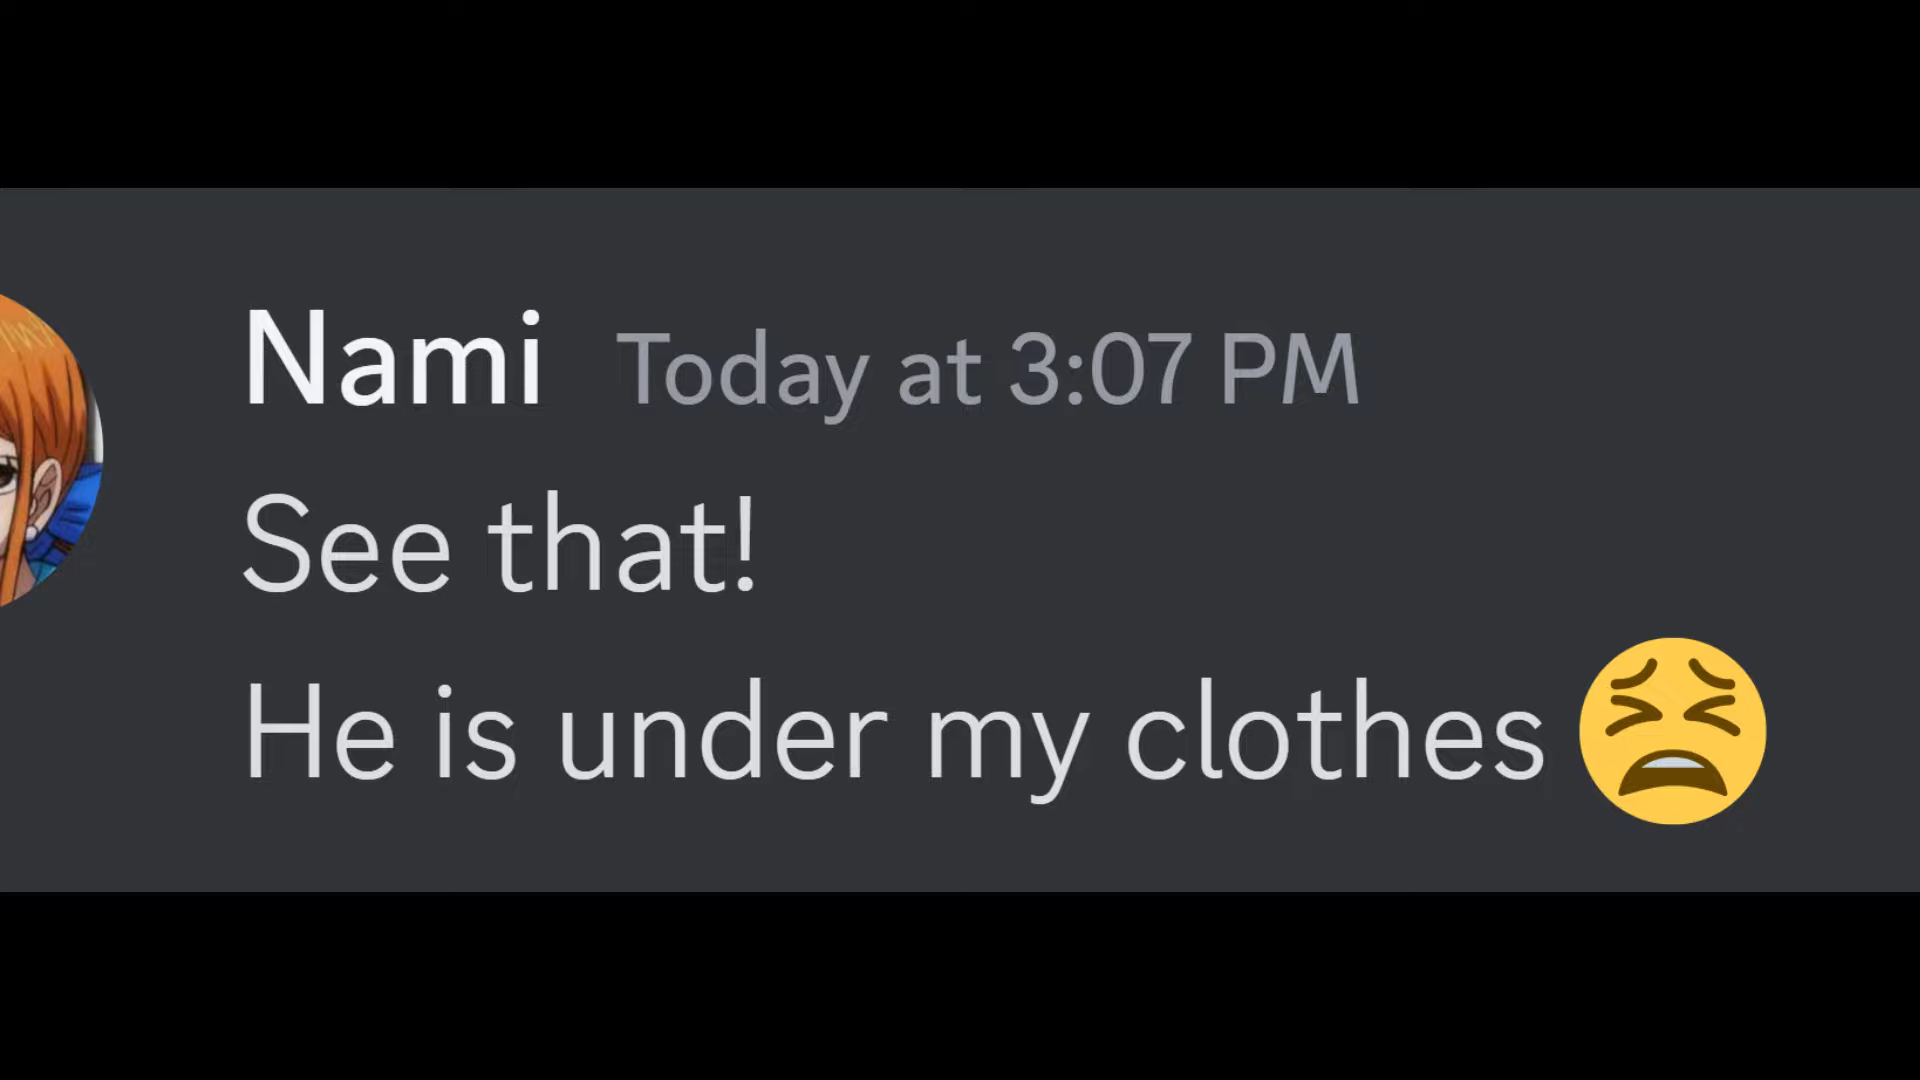 Nami Today at 3:07 PM
See that!
He is under my clothes 😫